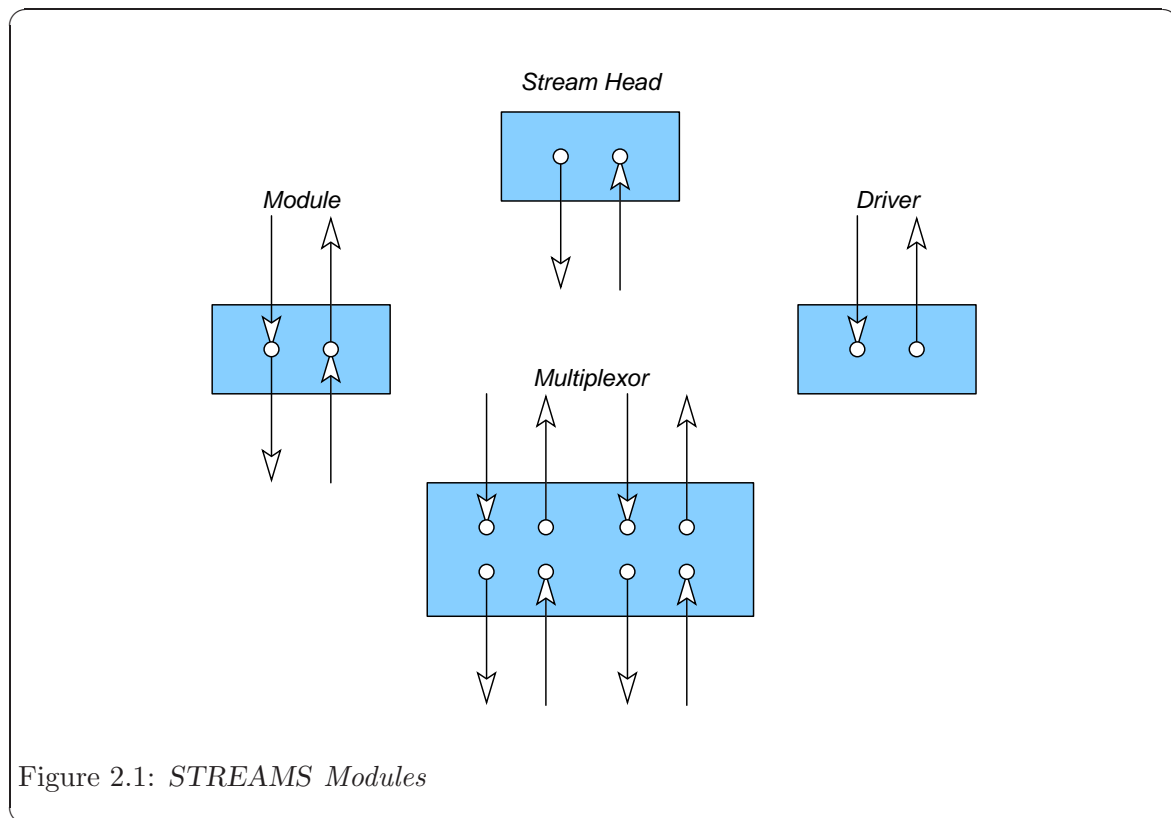 Stream Head
Module
Driver
Multiplexor
Figure 2.1: STREAMS Modules